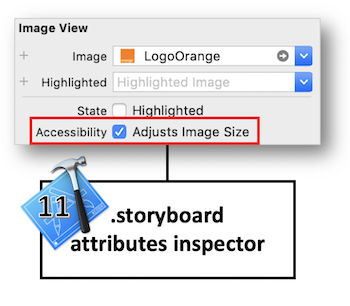 Image View
Image LogoOrange
Highlighted Highlighted Image
State Highlighted
Accessibility Adjusts Image Size
11
.storyboard
attributes inspector